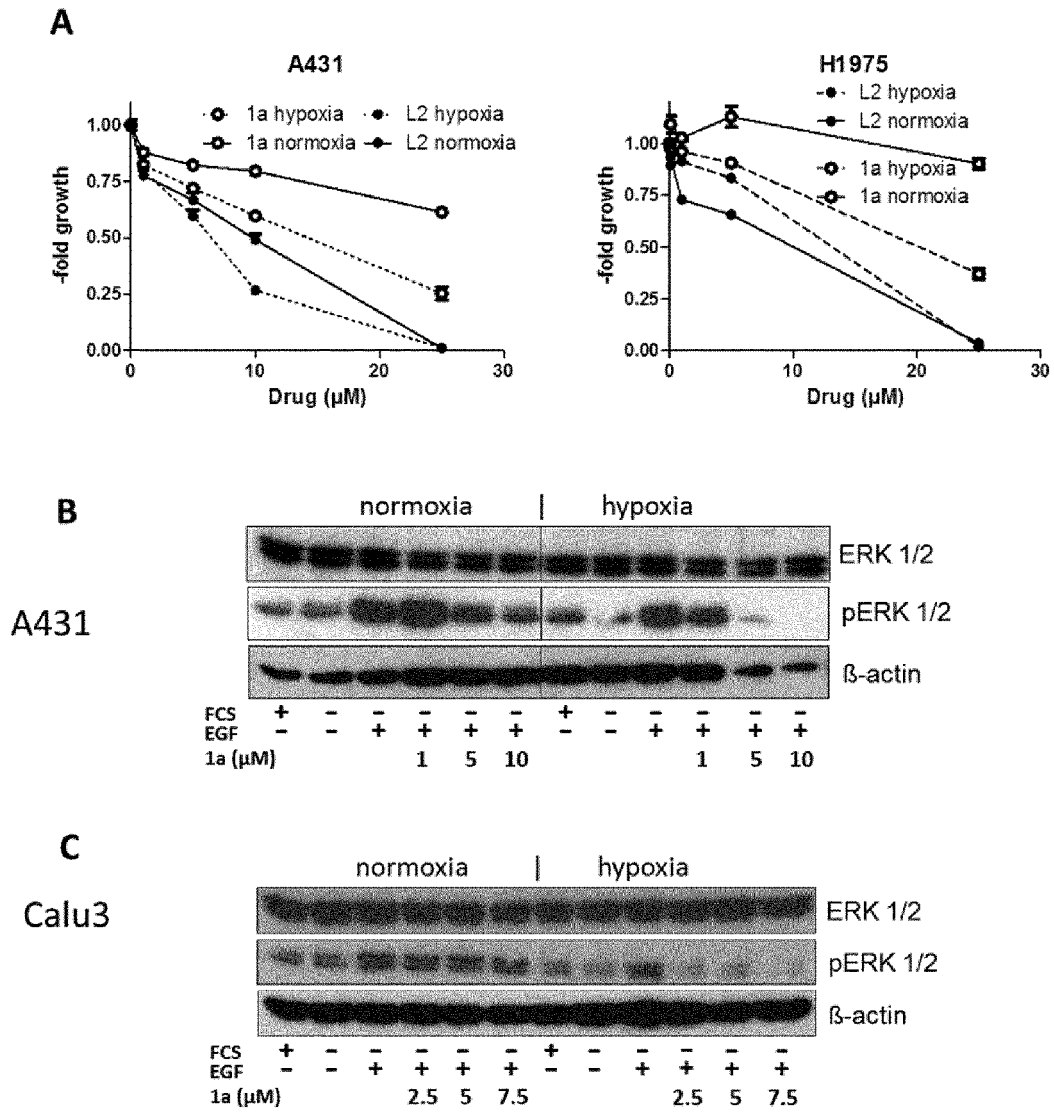 A
A431
1a hypoxia
L2 hypoxia
1a normoxia
L2 normoxia
1.00
0.75
0.50
0.25
0.00
-fold growth
0
10
20
30
Drug (µM)
H1975
L2 hypoxia
L2 normoxia
1a hypoxia
1a normoxia
1.00
0.75
0.50
0.25
0.00
-fold growth
0
10
20
30
Drug (µM)
B
normoxia | hypoxia
A431
ERK 1/2
pERK 1/2
ß-actin
FCS + - - - - - + - - - - -
EGF - - + + + + - - + + + +
1a (µM) 1 5 10 1 5 10
C
normoxia | hypoxia
Calu3
ERK 1/2
pERK 1/2
ß-actin
FCS + - - - - - + - - - - -
EGF - - + + + + - - + + + +
1a (µM) 2.5 5 7.5 2.5 5 7.5